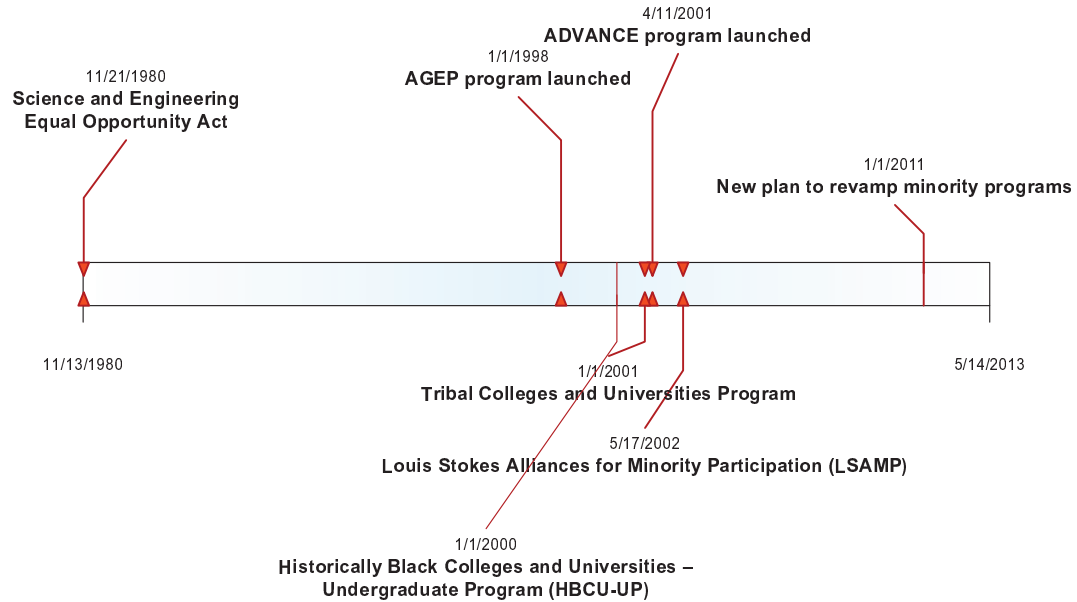 4/11/2001
ADVANCE program launched
1/1/1998
AGEP program launched
11/21/1980
Science and Engineering
Equal Opportunity Act
1/1/2011
New plan to revamp minority programs
11/13/1980
5/14/2013
1/1/2001
Tribal Colleges and Universities Program
5/17/2002
Louis Stokes Alliances for Minority Participation (LSAMP)
1/1/2000
Historically Black Colleges and Universities –
Undergraduate Program (HBCU-UP)